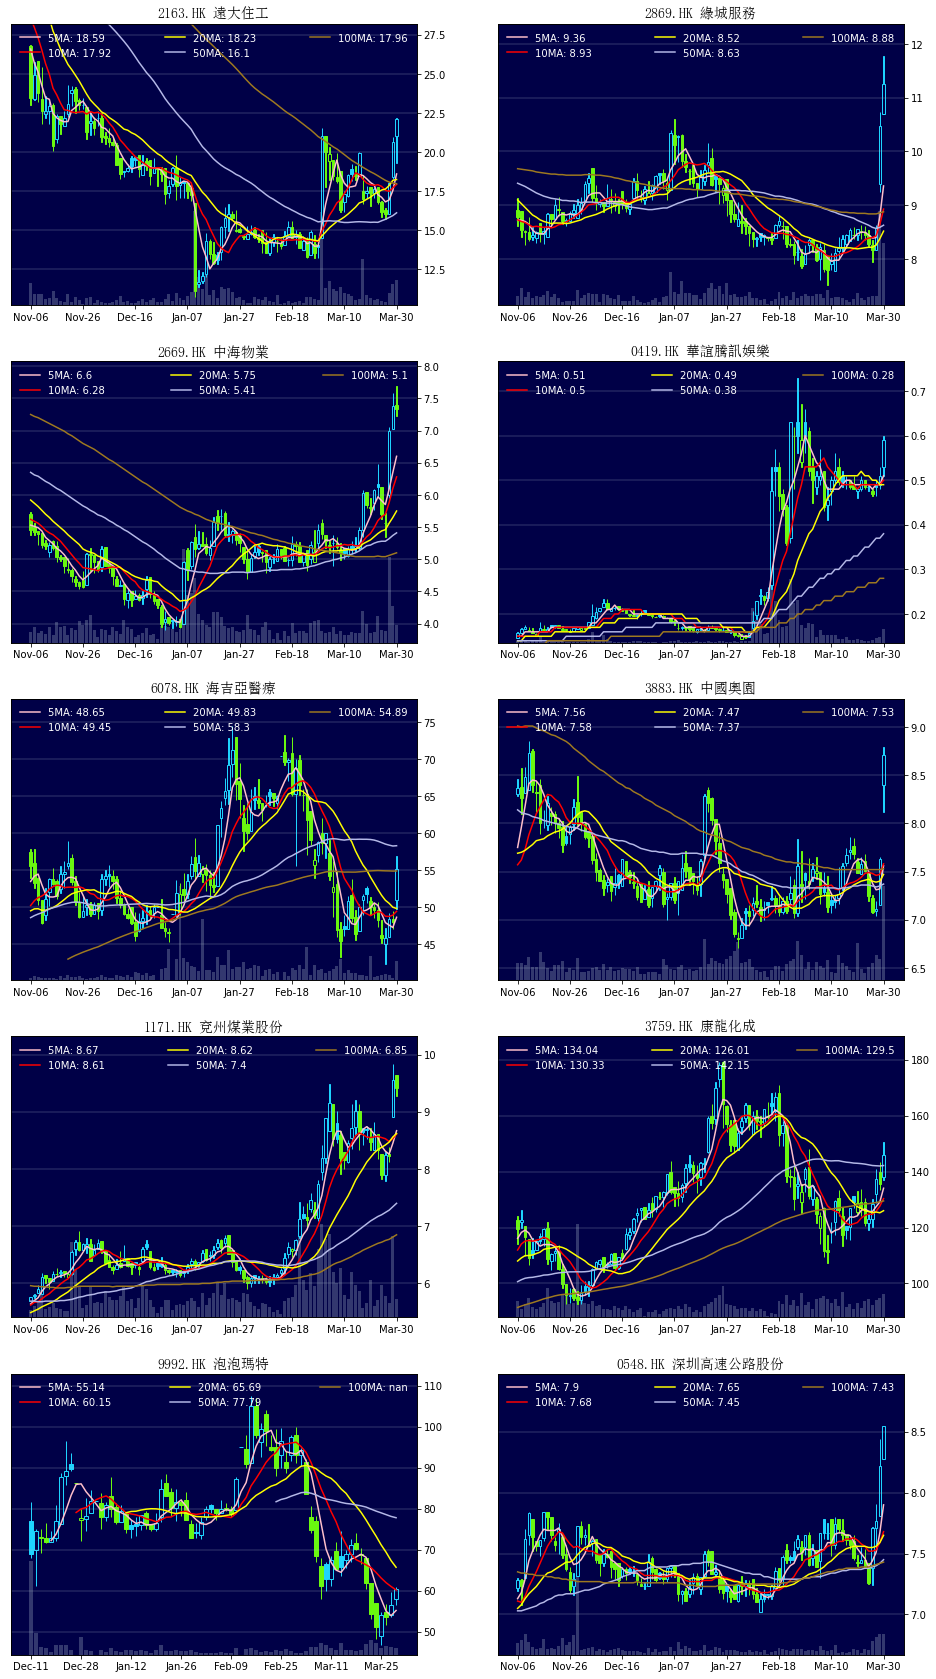 2163.HK 遠大住工
5MA: 18.59 20MA: 18.23 100MA: 17.96
10MA: 17.92 50MA: 16.1
27.5
25.0
22.5
20.0
17.5
15.0
12.5
Nov-06 Nov-26 Dec-16 Jan-07 Jan-27 Feb-18 Mar-10 Mar-30
2869.HK 綠城服務
5MA: 9.36 20MA: 8.52 100MA: 8.88
10MA: 8.93 50MA: 8.63
12
11
10
9
8
Nov-06 Nov-26 Dec-16 Jan-07 Jan-27 Feb-18 Mar-10 Mar-30
2669.HK 中海物業
5MA: 6.6 20MA: 5.75 100MA: 5.1
10MA: 6.28 50MA: 5.41
8.0
7.5
7.0
6.5
6.0
5.5
5.0
4.5
4.0
Nov-06 Nov-26 Dec-16 Jan-07 Jan-27 Feb-18 Mar-10 Mar-30
0419.HK 華誼騰訊娛樂
5MA: 0.51 20MA: 0.49 100MA: 0.28
10MA: 0.5 50MA: 0.38
0.7
0.6
0.5
0.4
0.3
0.2
Nov-06 Nov-26 Dec-16 Jan-07 Jan-27 Feb-18 Mar-10 Mar-30
6078.HK 海吉亞醫療
5MA: 48.65 20MA: 49.83 100MA: 54.89
10MA: 49.45 50MA: 58.3
75
70
65
60
55
50
45
Nov-06 Nov-26 Dec-16 Jan-07 Jan-27 Feb-18 Mar-10 Mar-30
3883.HK 中國奧園
5MA: 7.56 20MA: 7.47 100MA: 7.53
10MA: 7.58 50MA: 7.37
9.0
8.5
8.0
7.5
7.0
6.5
Nov-06 Nov-26 Dec-16 Jan-07 Jan-27 Feb-18 Mar-10 Mar-30
1171.HK 兗州煤業股份
5MA: 8.67 20MA: 8.62 100MA: 6.85
10MA: 8.61 50MA: 7.4
10
9
8
7
6
Nov-06 Nov-26 Dec-16 Jan-07 Jan-27 Feb-18 Mar-10 Mar-30
3759.HK 康龍化成
5MA: 134.04 20MA: 126.01 100MA: 129.5
10MA: 130.33 50MA: 142.15
180
160
140
120
100
Nov-06 Nov-26 Dec-16 Jan-07 Jan-27 Feb-18 Mar-10 Mar-30
9992.HK 泡泡瑪特
5MA: 55.14 20MA: 65.69 100MA: nan
10MA: 60.15 50MA: 77.79
110
100
90
80
70
60
50
Dec-11 Dec-28 Jan-12 Jan-26 Feb-09 Feb-25 Mar-11 Mar-25
0548.HK 深圳高速公路股份
5MA: 7.9 20MA: 7.65 100MA: 7.43
10MA: 7.68 50MA: 7.45
8.5
8.0
7.5
7.0
Nov-06 Nov-26 Dec-16 Jan-07 Jan-27 Feb-18 Mar-10 Mar-30